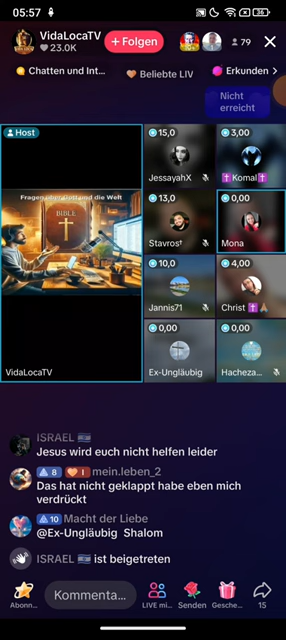 05:57
36
VidaLocaTV
23.0K
+ Folgen
79
Chatten und Int...
Beliebte LIV
Erkunden
Nicht
erreicht
Host
Fragen über Gott und die Welt
BIBLE
VidaLocaTV
15,0
JessayahX
3,00
✝️Komal✝️
13,0
Stavros†
0,00
Mona
10,0
Jannis71
4,00
Christ ✝️🙏🏽
0,00
Ex-Ungläubig
0,00
Hacheza...
ISRAEL 🇮🇱
Jesus wird euch nicht helfen leider
8 1 mein.leben_2
Das hat nicht geklappt habe eben mich
verdrückt
10 Macht der Liebe
@Ex-Ungläubig Shalom
ISRAEL 🇮🇱 ist beigetreten
Abonn...
Kommenta...
LIVE mi...
Senden
Gesche...
15